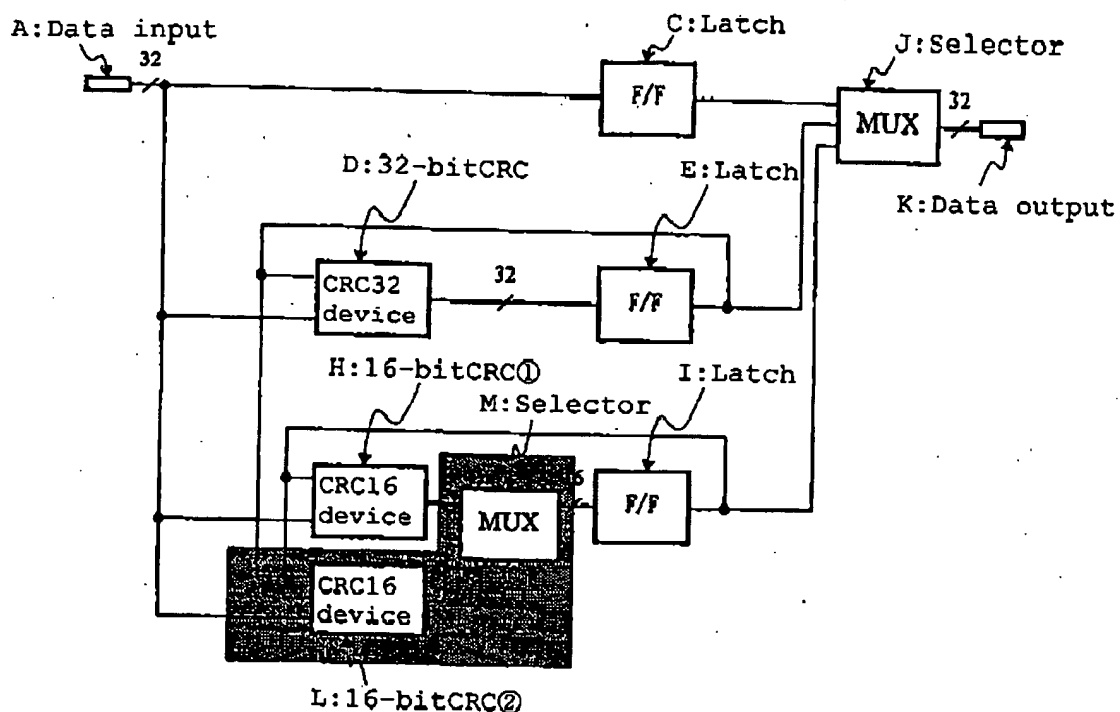 A:Data input
32
C:Latch
F/F
J:Selector
MUX
32
K:Data output
D:32-bitCRC
CRC32
device
32
E:Latch
F/F
H:16-bitCRC①
M:Selector
I:Latch
CRC16
device
MUX
6
F/F
CRC16
device
L:16-bitCRC②